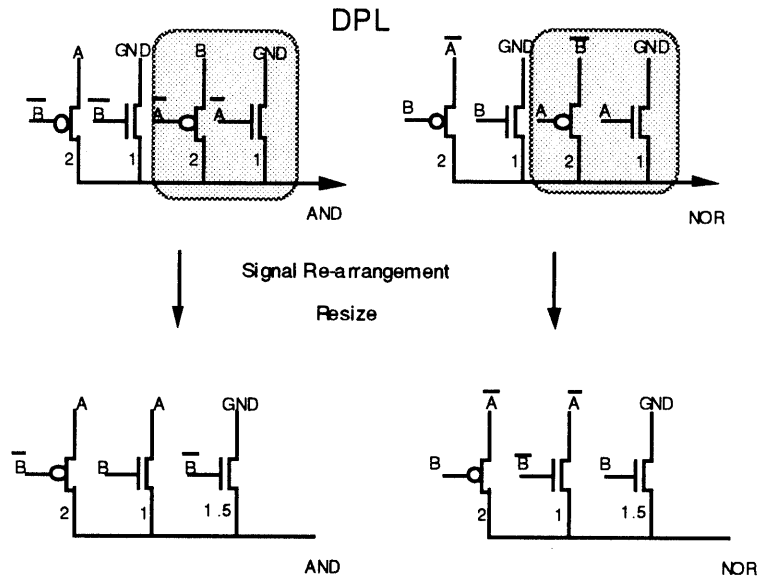 DPL
A GND B GND A̅ GND B̅ GND
B̅ B̅ A̅ A̅ B B A A
2 1 2 1 2 1 2 1
AND NOR
Signal Re-arrangement
Resize
A A GND A̅ A̅ GND
B̅ B B̅ B B̅ B
2 1 1.5 2 1 1.5
AND NOR